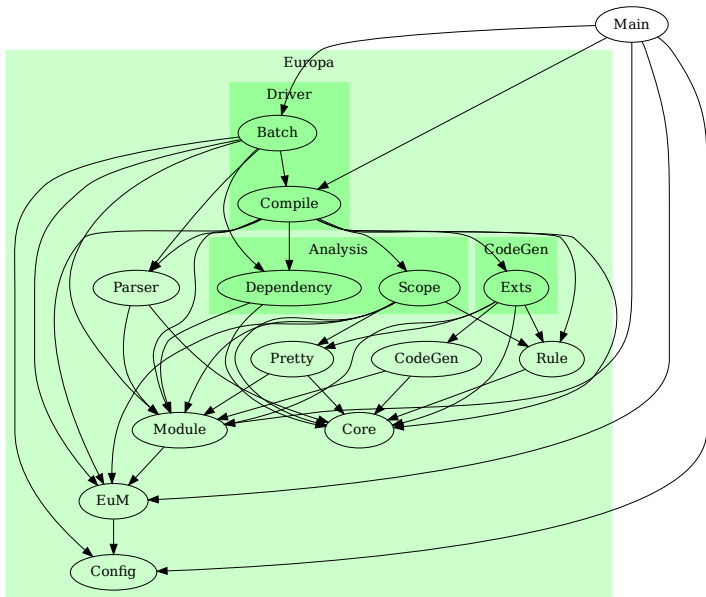 Main
Europa
Driver
Batch
Compile
Analysis
CodeGen
Parser
Dependency
Scope
Exts
Pretty
CodeGen
Rule
Module
Core
EuM
Config